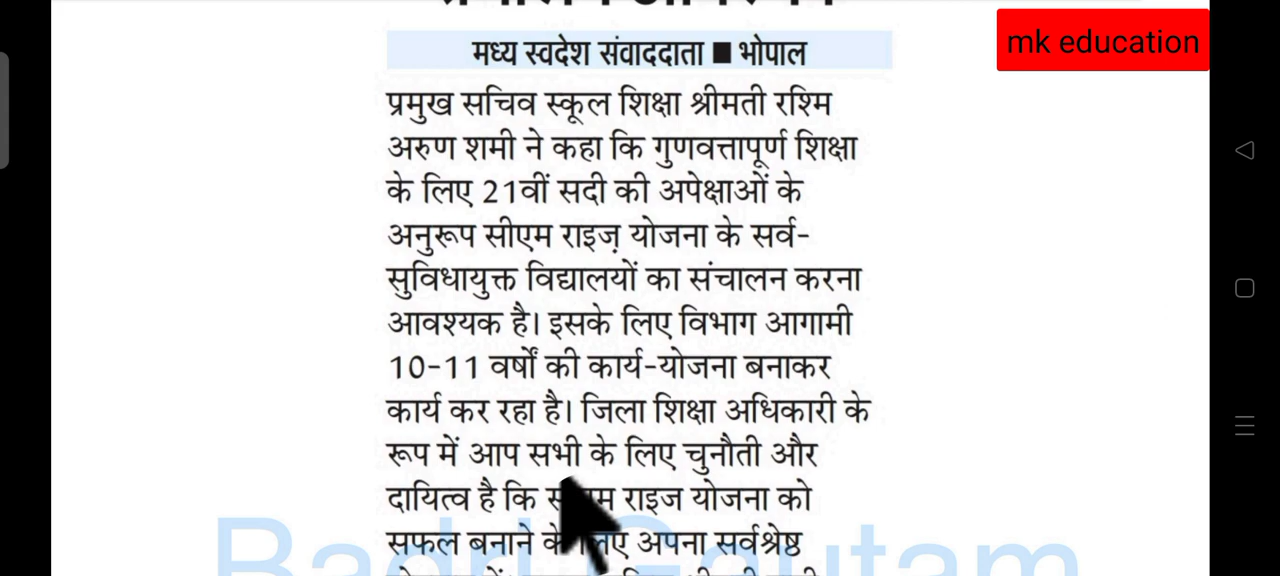 mk education
मध्य स्वदेश संवाददाता ■ भोपाल
प्रमुख सचिव स्कूल शिक्षा श्रीमती रश्मि
अरुण शमी ने कहा कि गुणवत्तापूर्ण शिक्षा
के लिए 21वीं सदी की अपेक्षाओं के
अनुरूप सीएम राइज़ योजना के सर्व-
सुविधायुक्त विद्यालयों का संचालन करना
आवश्यक है। इसके लिए विभाग आगामी
10-11 वर्षों की कार्य-योजना बनाकर
कार्य कर रहा है। जिला शिक्षा अधिकारी के
रूप में आप सभी के लिए चुनौती और
दायित्व है कि राइज योजना को
सफल बनाने अपना सर्वश्रेष्ठ
Badri Gautam